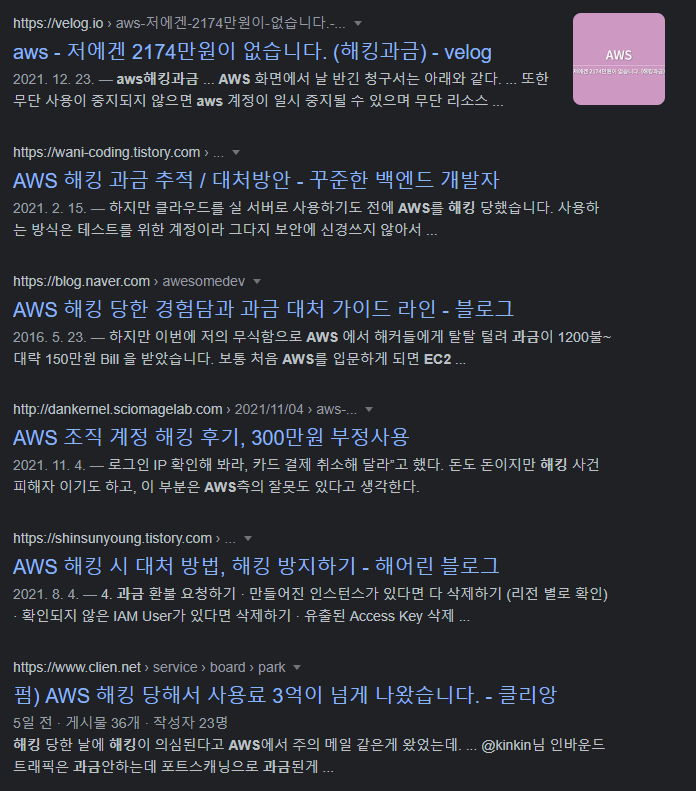 https://velog.io › aws-저에겐-2174만원이-없습니다.-...
aws - 저에겐 2174만원이 없습니다. (해킹과금) - velog
2021. 12. 23. — aws해킹과금 ... AWS 화면에서 날 반긴 청구서는 아래와 같다. ... 또한
무단 사용이 중지되지 않으면 aws 계정이 일시 중지될 수 있으며 무단 리소스 ...
AWS
저에겐 2174만원이 없습니다. (해킹과금)
https://wani-coding.tistory.com › ...
AWS 해킹 과금 추적 / 대처방안 - 꾸준한 백엔드 개발자
2021. 2. 15. — 하지만 클라우드를 실 서버로 사용하기도 전에 AWS를 해킹 당했습니다. 사용하
는 방식은 테스트를 위한 계정이라 그다지 보안에 신경쓰지 않아서 ...
https://blog.naver.com › awesomedev
AWS 해킹 당한 경험담과 과금 대처 가이드 라인 - 블로그
2016. 5. 23. — 하지만 이번에 저의 무식함으로 AWS 에서 해커들에게 탈탈 털려 과금이 1200불~
대략 150만원 Bill 을 받았습니다. 보통 처음 AWS를 입문하게 되면 EC2 ...
http://dankernel.sciomagelab.com › 2021/11/04 › aws-...
AWS 조직 계정 해킹 후기, 300만원 부정사용
2021. 11. 4. — 로그인 IP 확인해 봐라, 카드 결제 취소해 달라”고 했다. 돈도 돈이지만 해킹 사건
피해자 이기도 하고, 이 부분은 AWS측의 잘못도 있다고 생각한다.
https://shinsunyoung.tistory.com › ...
AWS 해킹 시 대처 방법, 해킹 방지하기 - 해어린 블로그
2021. 8. 4. — 4. 과금 환불 요청하기 · 만들어진 인스턴스가 있다면 다 삭제하기 (리전 별로 확인)
· 확인되지 않은 IAM User가 있다면 삭제하기 · 유출된 Access Key 삭제 ...
https://www.clien.net › service › board › park
펌) AWS 해킹 당해서 사용료 3억이 넘게 나왔습니다. - 클리앙
5일 전 · 게시물 36개 · 작성자 23명
해킹 당한 날에 해킹이 의심된다고 AWS에서 주의 메일 같은게 왔었는데. ... @kinkin님 인바운드
트래픽은 과금안하는데 포트스캐닝으로 과금된게 ...